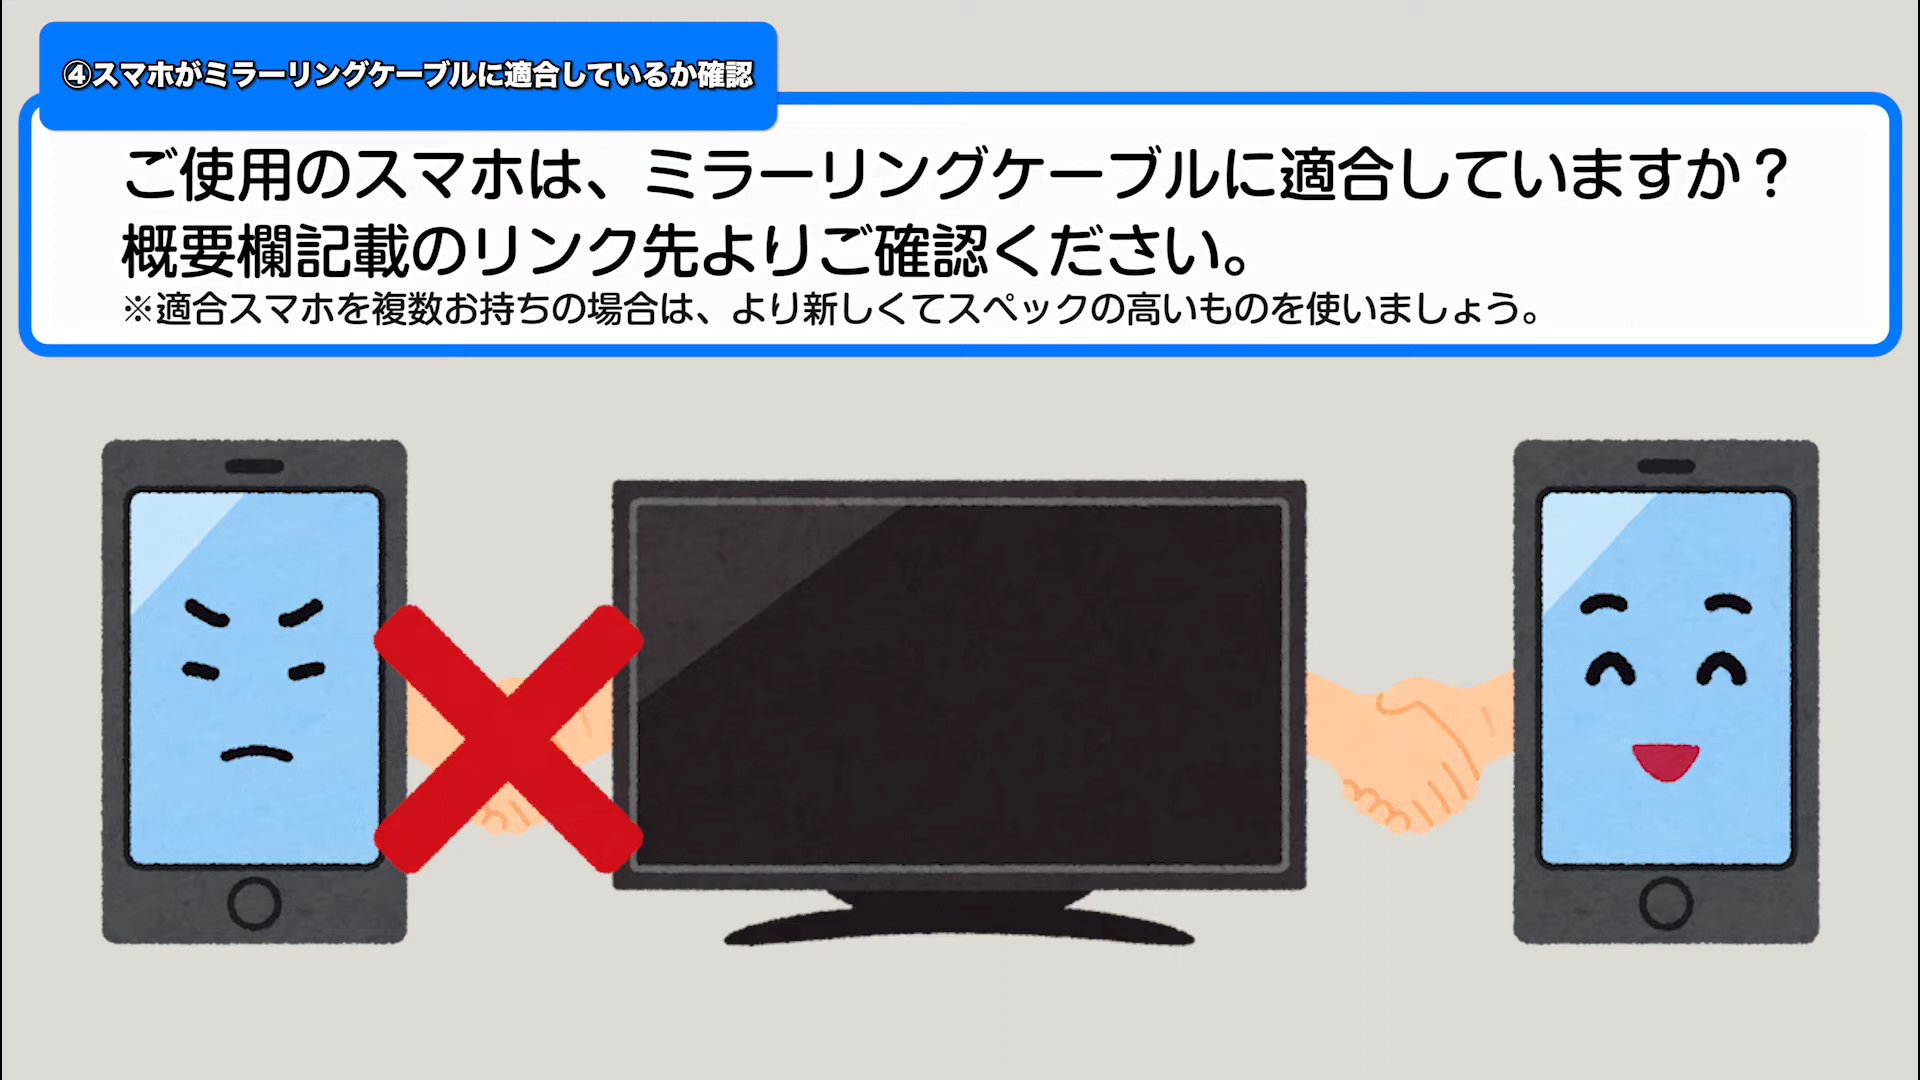 ④スマホがミラーリングケーブルに適合しているか確認
ご使用のスマホは、ミラーリングケーブルに適合していますか？
概要欄記載のリンク先よりご確認ください。
※適合スマホを複数お持ちの場合は、より新しくてスペックの高いものを使いましょう。